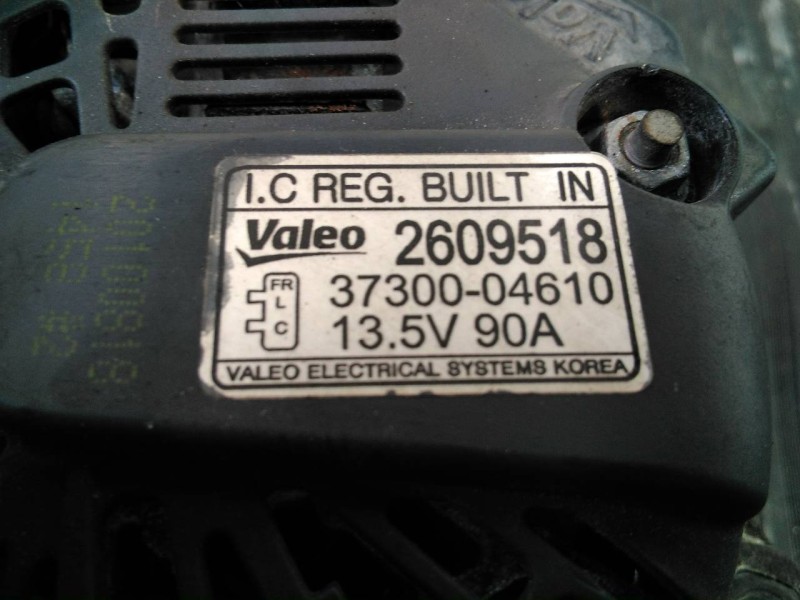 I.C REG. BUILT IN
Valeo 2609518
FR
L
C
37300-04610
13.5V 90A
VALEO ELECTRICAL SYSTEMS KOREA